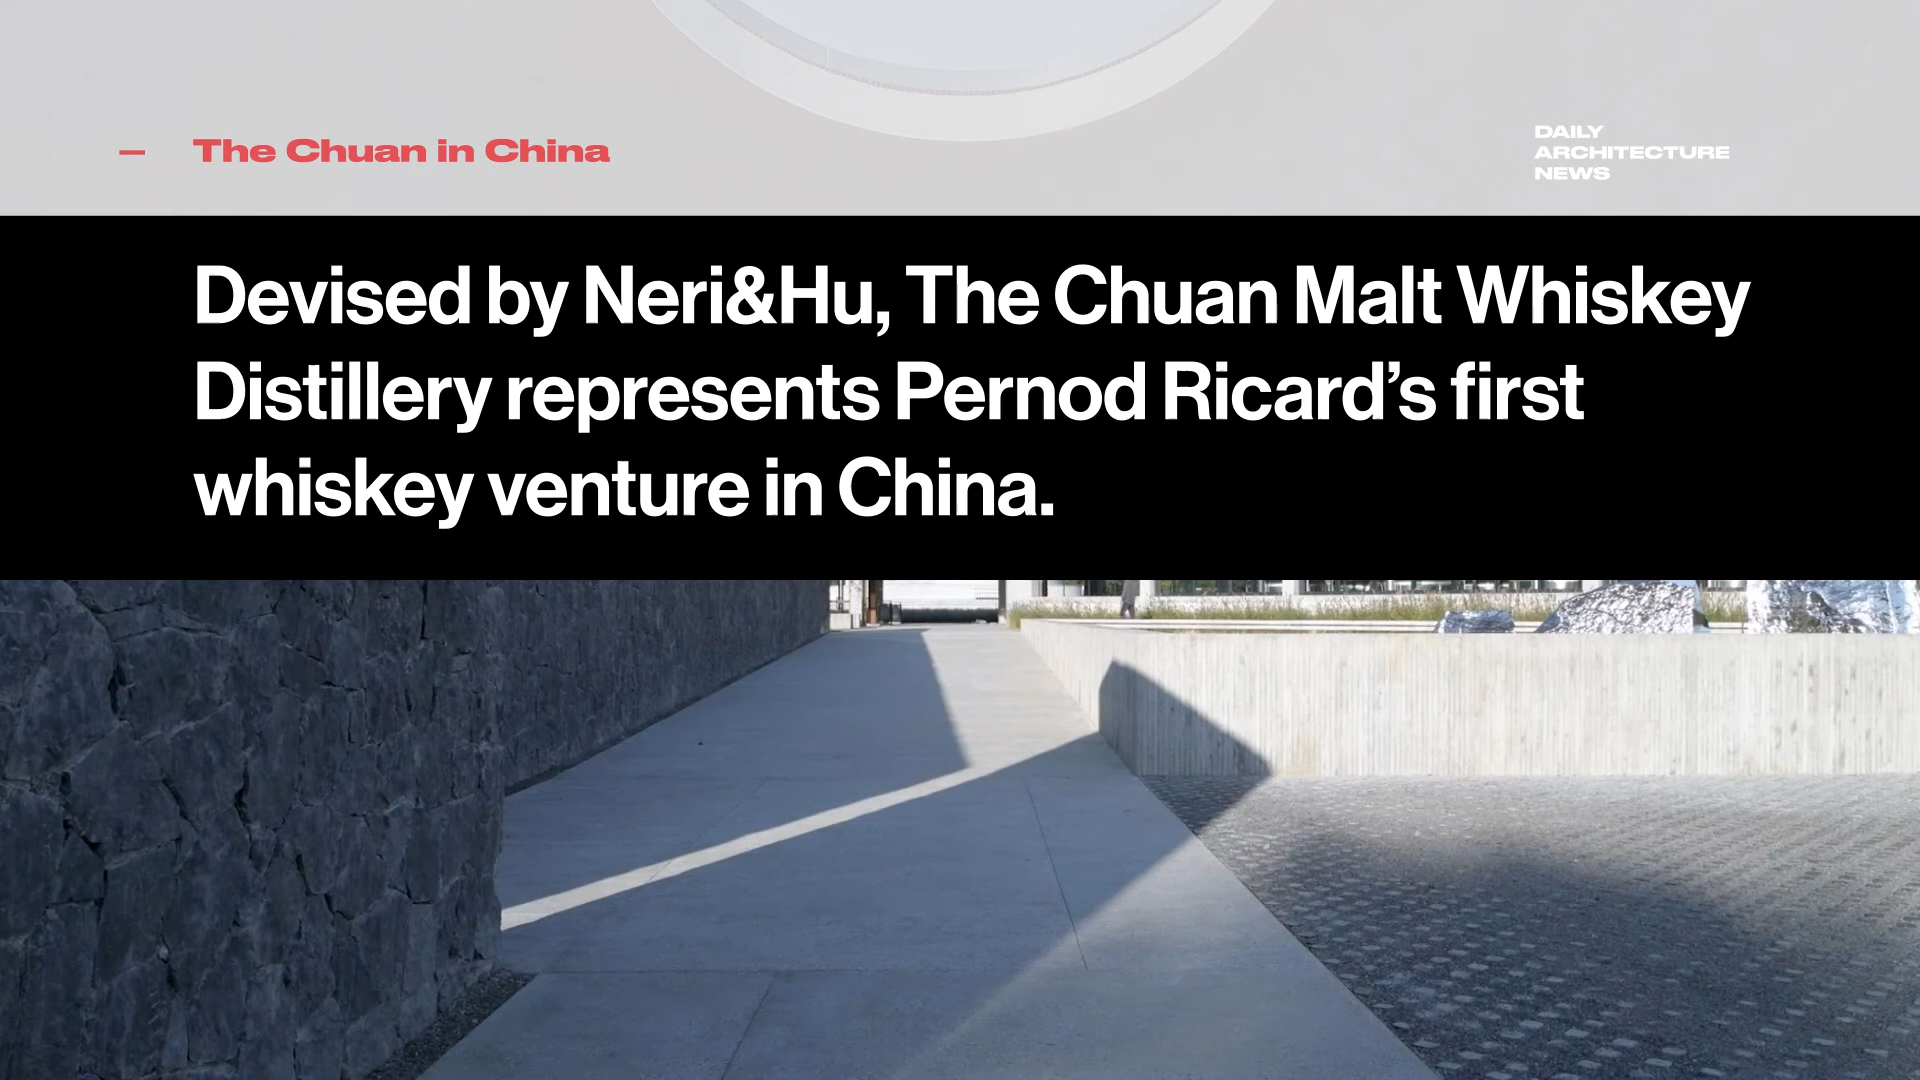 — The Chuan in China
DAILY
ARCHITECTURE
NEWS
Devised by Neri&Hu, The Chuan Malt Whiskey
Distillery represents Pernod Ricard’s first
whiskey venture in China.